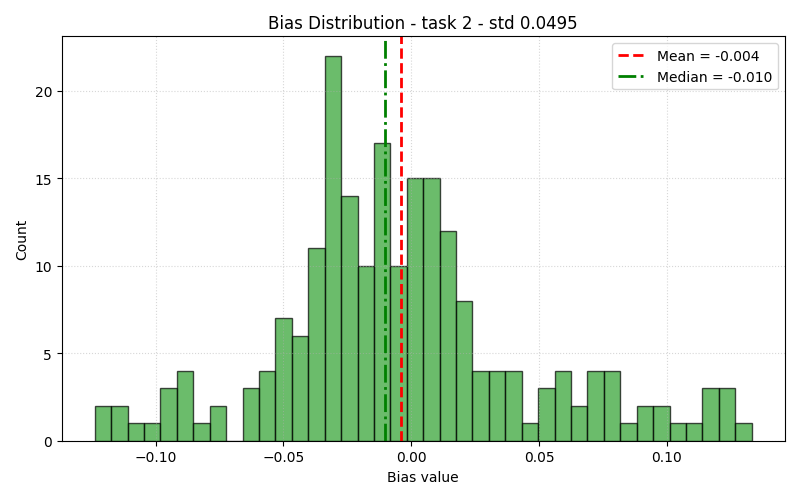 Bias Distribution - task 2 - std 0.0495
Mean = -0.004
Median = -0.010
Count
20
15
10
5
0
−0.10
−0.05
0.00
0.05
0.10
Bias value